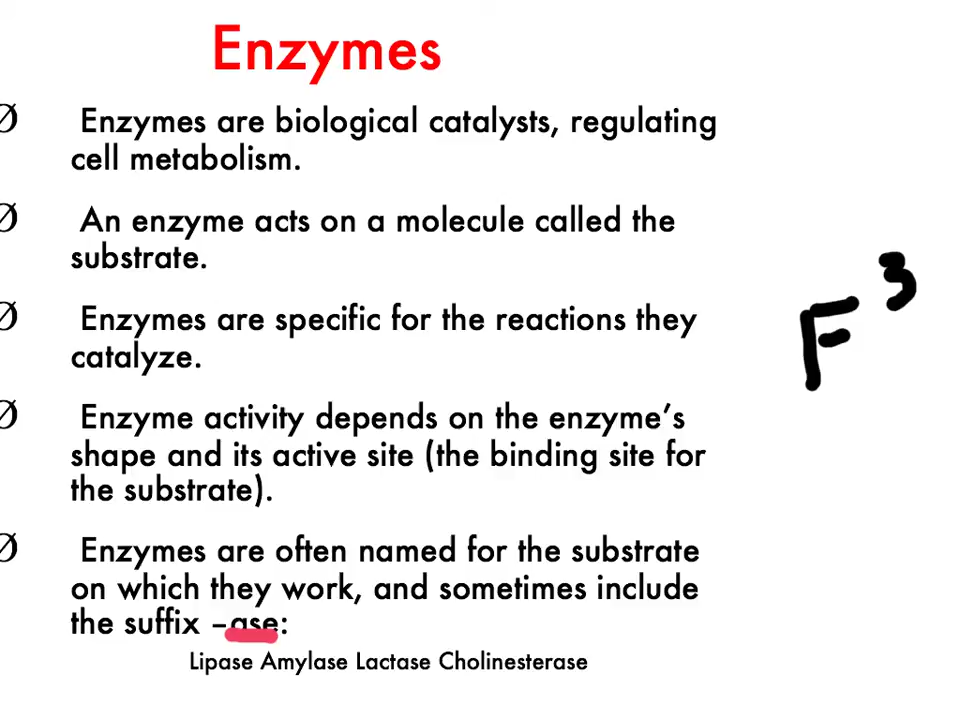 Enzymes
Ø Enzymes are biological catalysts, regulating
cell metabolism.
Ø An enzyme acts on a molecule called the
substrate.
Ø Enzymes are specific for the reactions they
catalyze.
Ø Enzyme activity depends on the enzyme’s
shape and its active site (the binding site for
the substrate).
Ø Enzymes are often named for the substrate
on which they work, and sometimes include
the suffix –ase:
Lipase Amylase Lactase Cholinesterase
F³